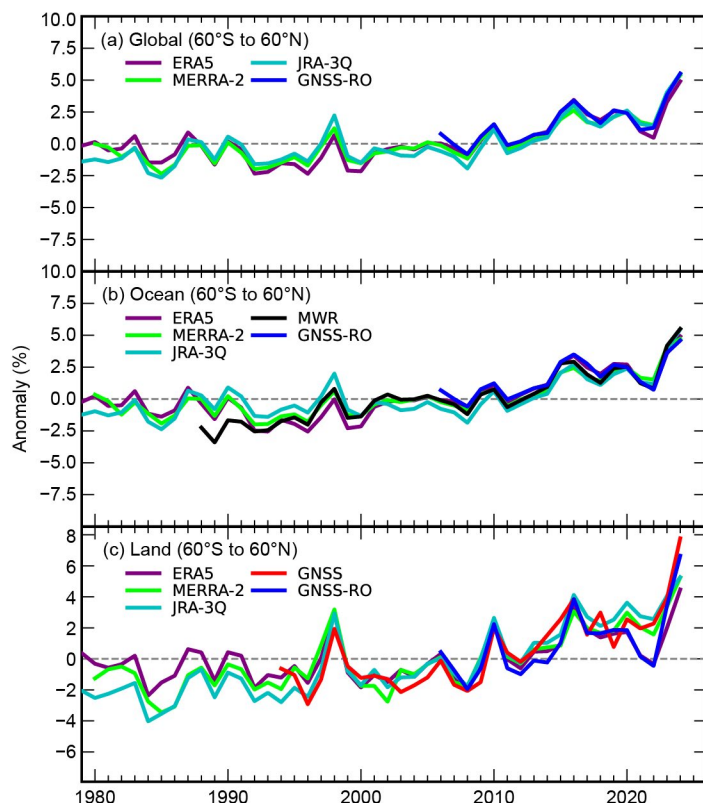 (a) Global (60°S to 60°N)
ERA5 JRA-3Q
MERRA-2 GNSS-RO
10.0
7.5
5.0
2.5
0.0
−2.5
−5.0
−7.5
(b) Ocean (60°S to 60°N)
ERA5 MWR
MERRA-2 GNSS-RO
JRA-3Q
10.0
7.5
5.0
2.5
0.0
−2.5
−5.0
−7.5
Anomaly (%)
(c) Land (60°S to 60°N)
ERA5 GNSS
MERRA-2 GNSS-RO
JRA-3Q
8
6
4
2
0
−2
−4
−6
1980 1990 2000 2010 2020